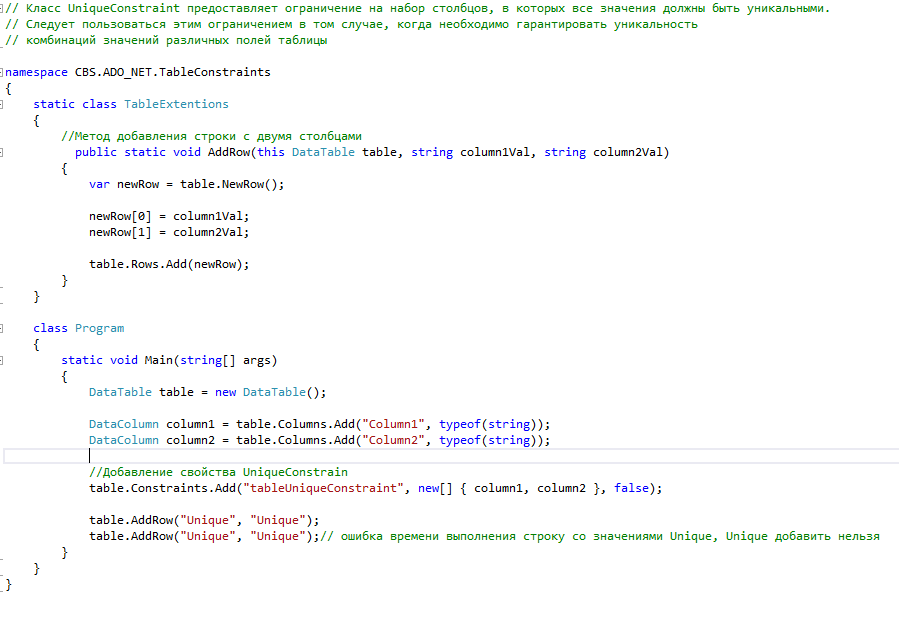 // Класс UniqueConstraint предоставляет ограничение на набор столбцов, в которых все значения должны быть уникальными.
// Следует пользоваться этим ограничением в том случае, когда необходимо гарантировать уникальность
// комбинаций значений различных полей таблицы
namespace CBS.ADO_NET.TableConstraints
{
static class TableExtentions
{
//Метод добавления строки с двумя столбцами
public static void AddRow(this DataTable table, string column1Val, string column2Val)
{
var newRow = table.NewRow();
newRow[0] = column1Val;
newRow[1] = column2Val;
table.Rows.Add(newRow);
}
}
class Program
{
static void Main(string[] args)
{
DataTable table = new DataTable();
DataColumn column1 = table.Columns.Add("Column1", typeof(string));
DataColumn column2 = table.Columns.Add("Column2", typeof(string));
//Добавление свойства UniqueConstrain
table.Constraints.Add("tableUniqueConstraint", new[] { column1, column2 }, false);
table.AddRow("Unique", "Unique");
table.AddRow("Unique", "Unique");// ошибка времени выполнения строку со значениями Unique, Unique добавить нельзя
}
}
}